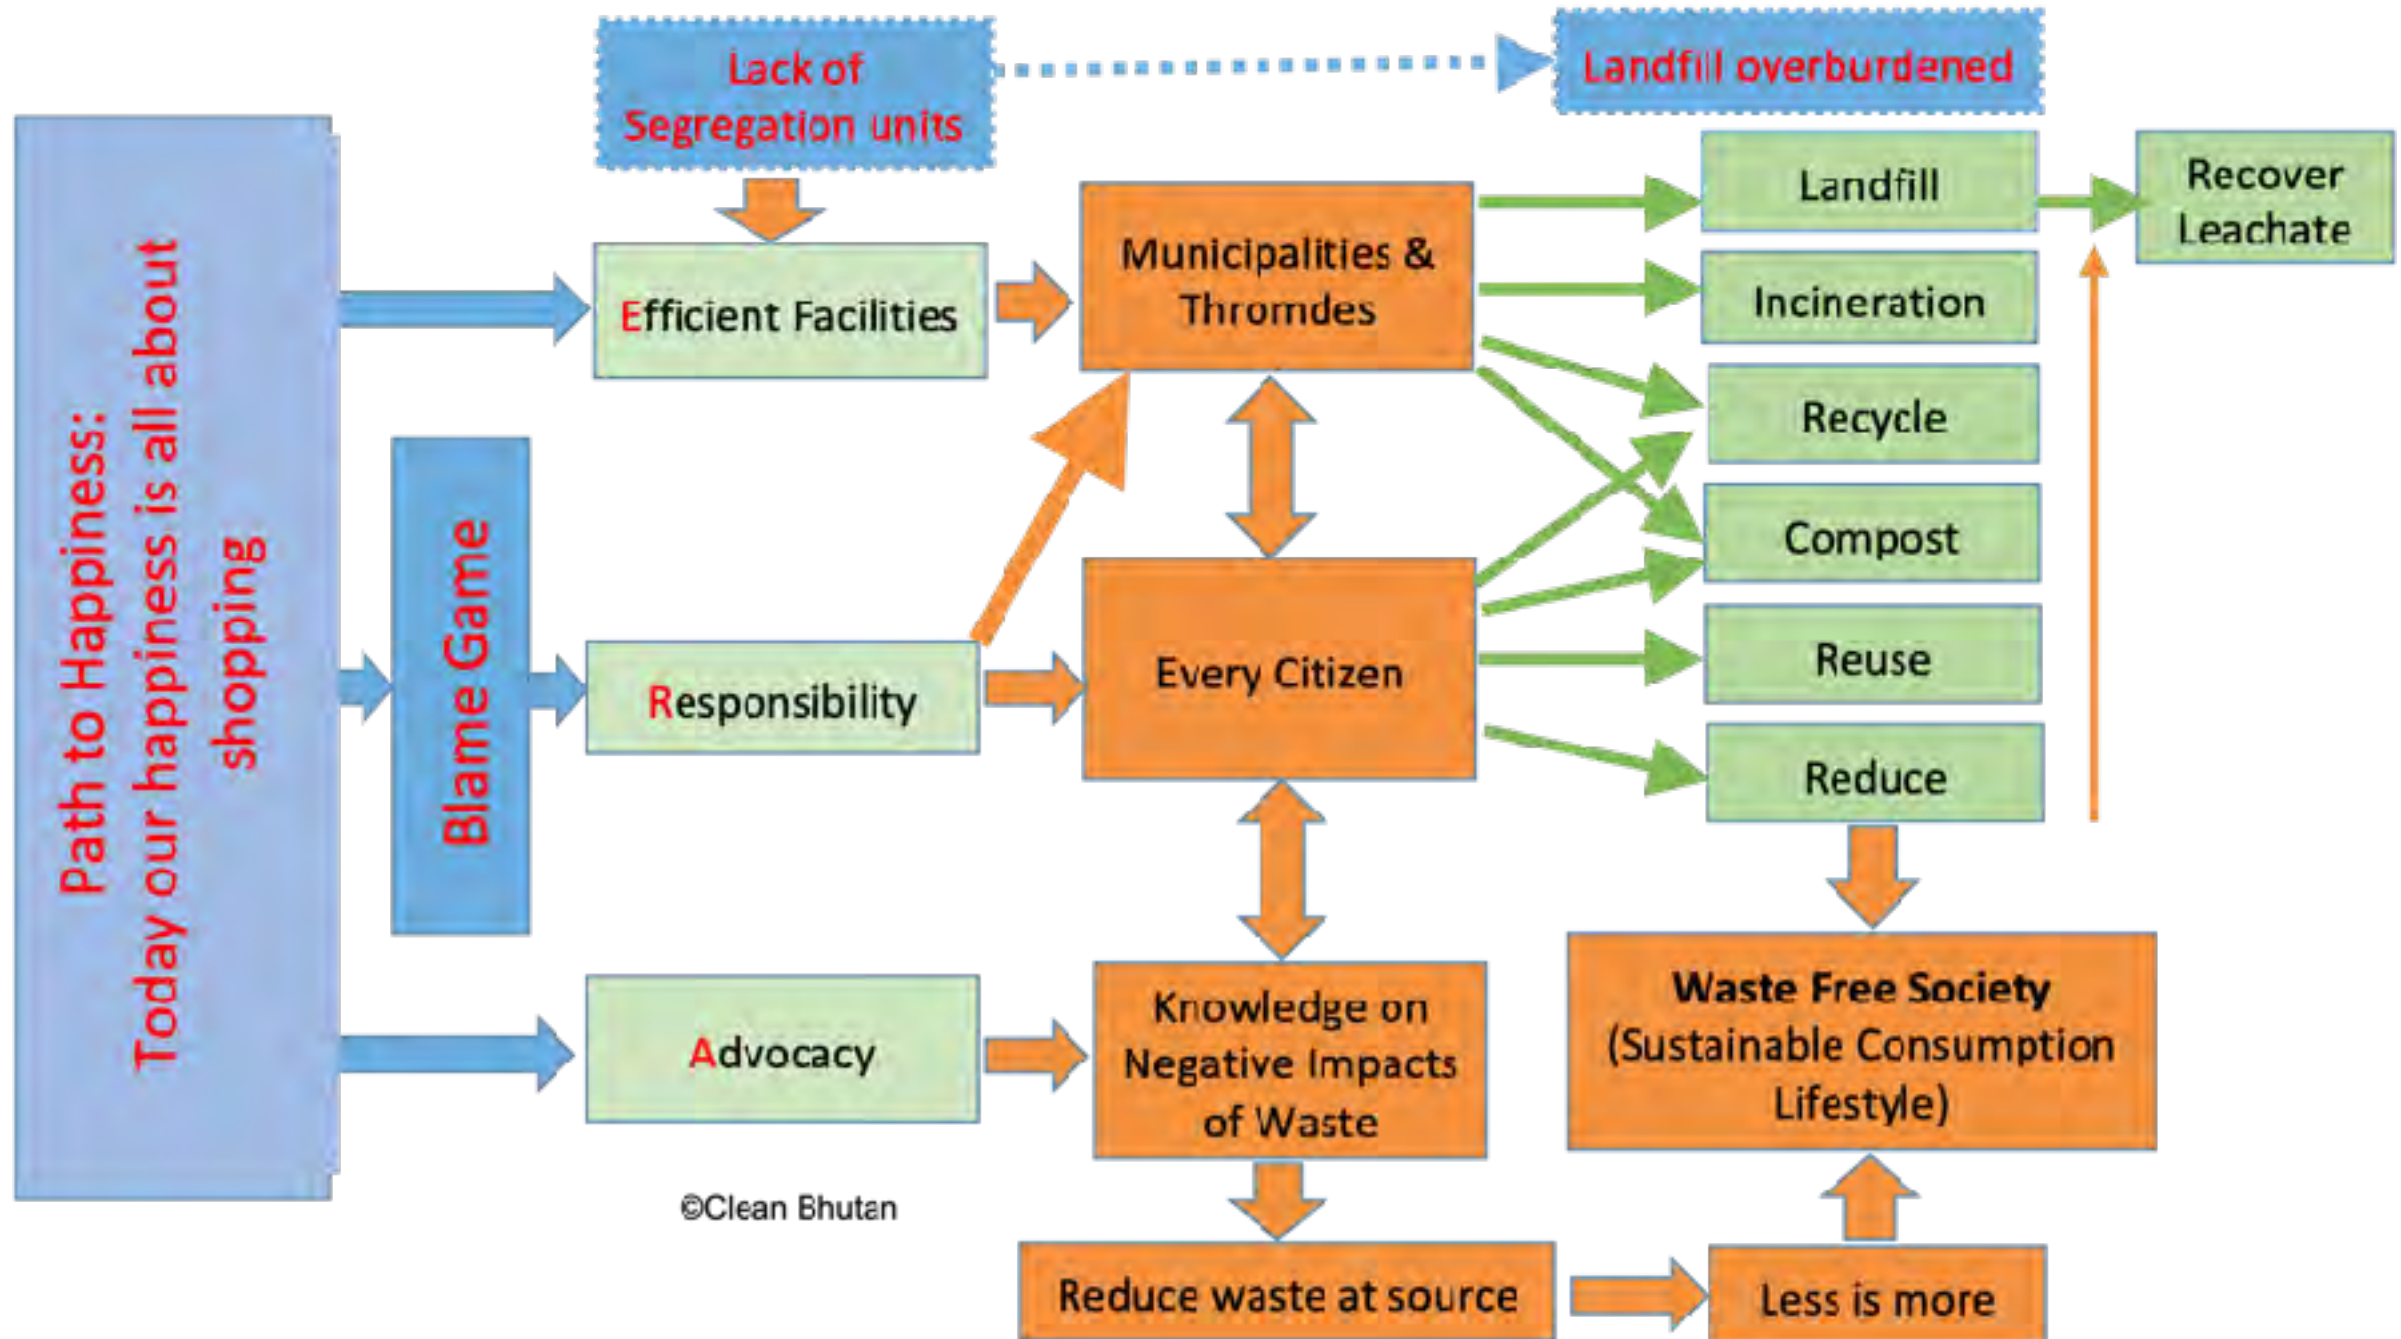 Path to Happiness:
Today our happiness is all about
shopping
Lack of
Segregation units
Landfill overburdened
Efficient Facilities
Municipalities &
Thromdes
Landfill
Recover
Leachate
Incineration
Recycle
Compost
Blame Game
Responsibility
Every Citizen
Reuse
Reduce
Advocacy
Knowledge on
Negative Impacts
of Waste
Waste Free Society
(Sustainable Consumption
Lifestyle)
©Clean Bhutan
Reduce waste at source
Less is more